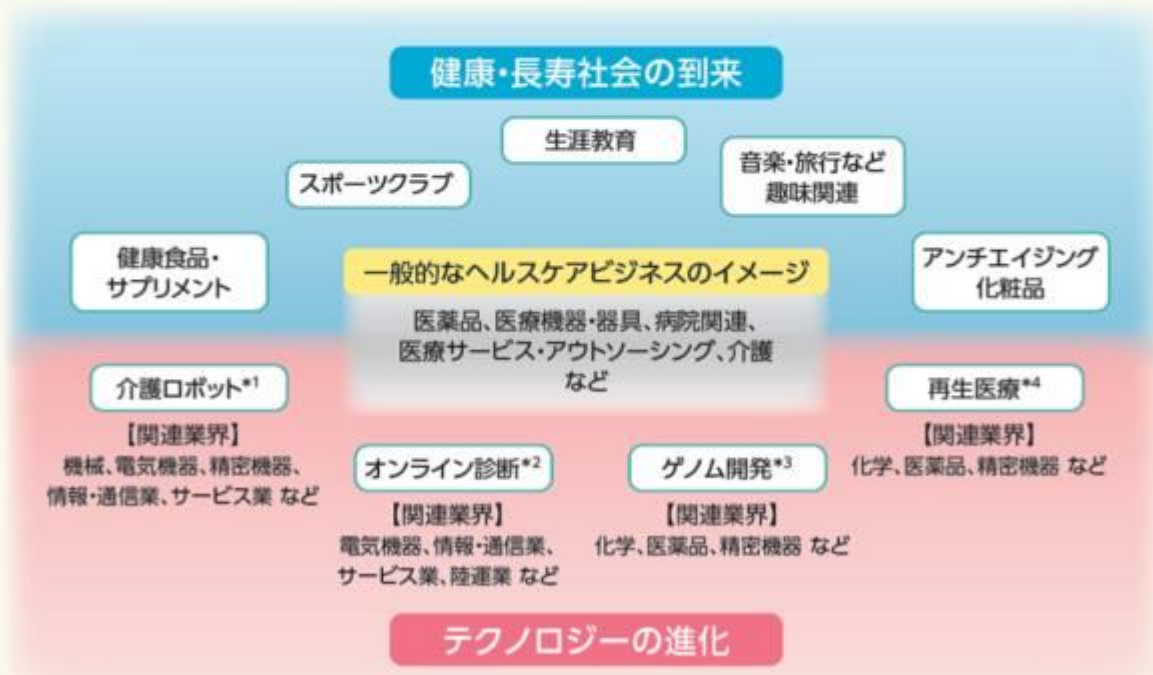 健康・長寿社会の到来
生涯教育
音楽・旅行など
趣味関連
スポーツクラブ
健康食品・
サプリメント
一般的なヘルスケアビジネスのイメージ
アンチエイジング
化粧品
医薬品、医療機器・器具、病院関連、
医療サービス・アウトソーシング、介護
など
介護ロボット*1
【関連業界】
機械、電気機器、精密機器、
情報・通信業、サービス業 など
オンライン診断*2
【関連業界】
電気機器、情報・通信業、
サービス業、陸運業 など
ゲノム開発*3
【関連業界】
化学、医薬品、精密機器 など
再生医療*4
【関連業界】
化学、医薬品、精密機器 など
テクノロジーの進化